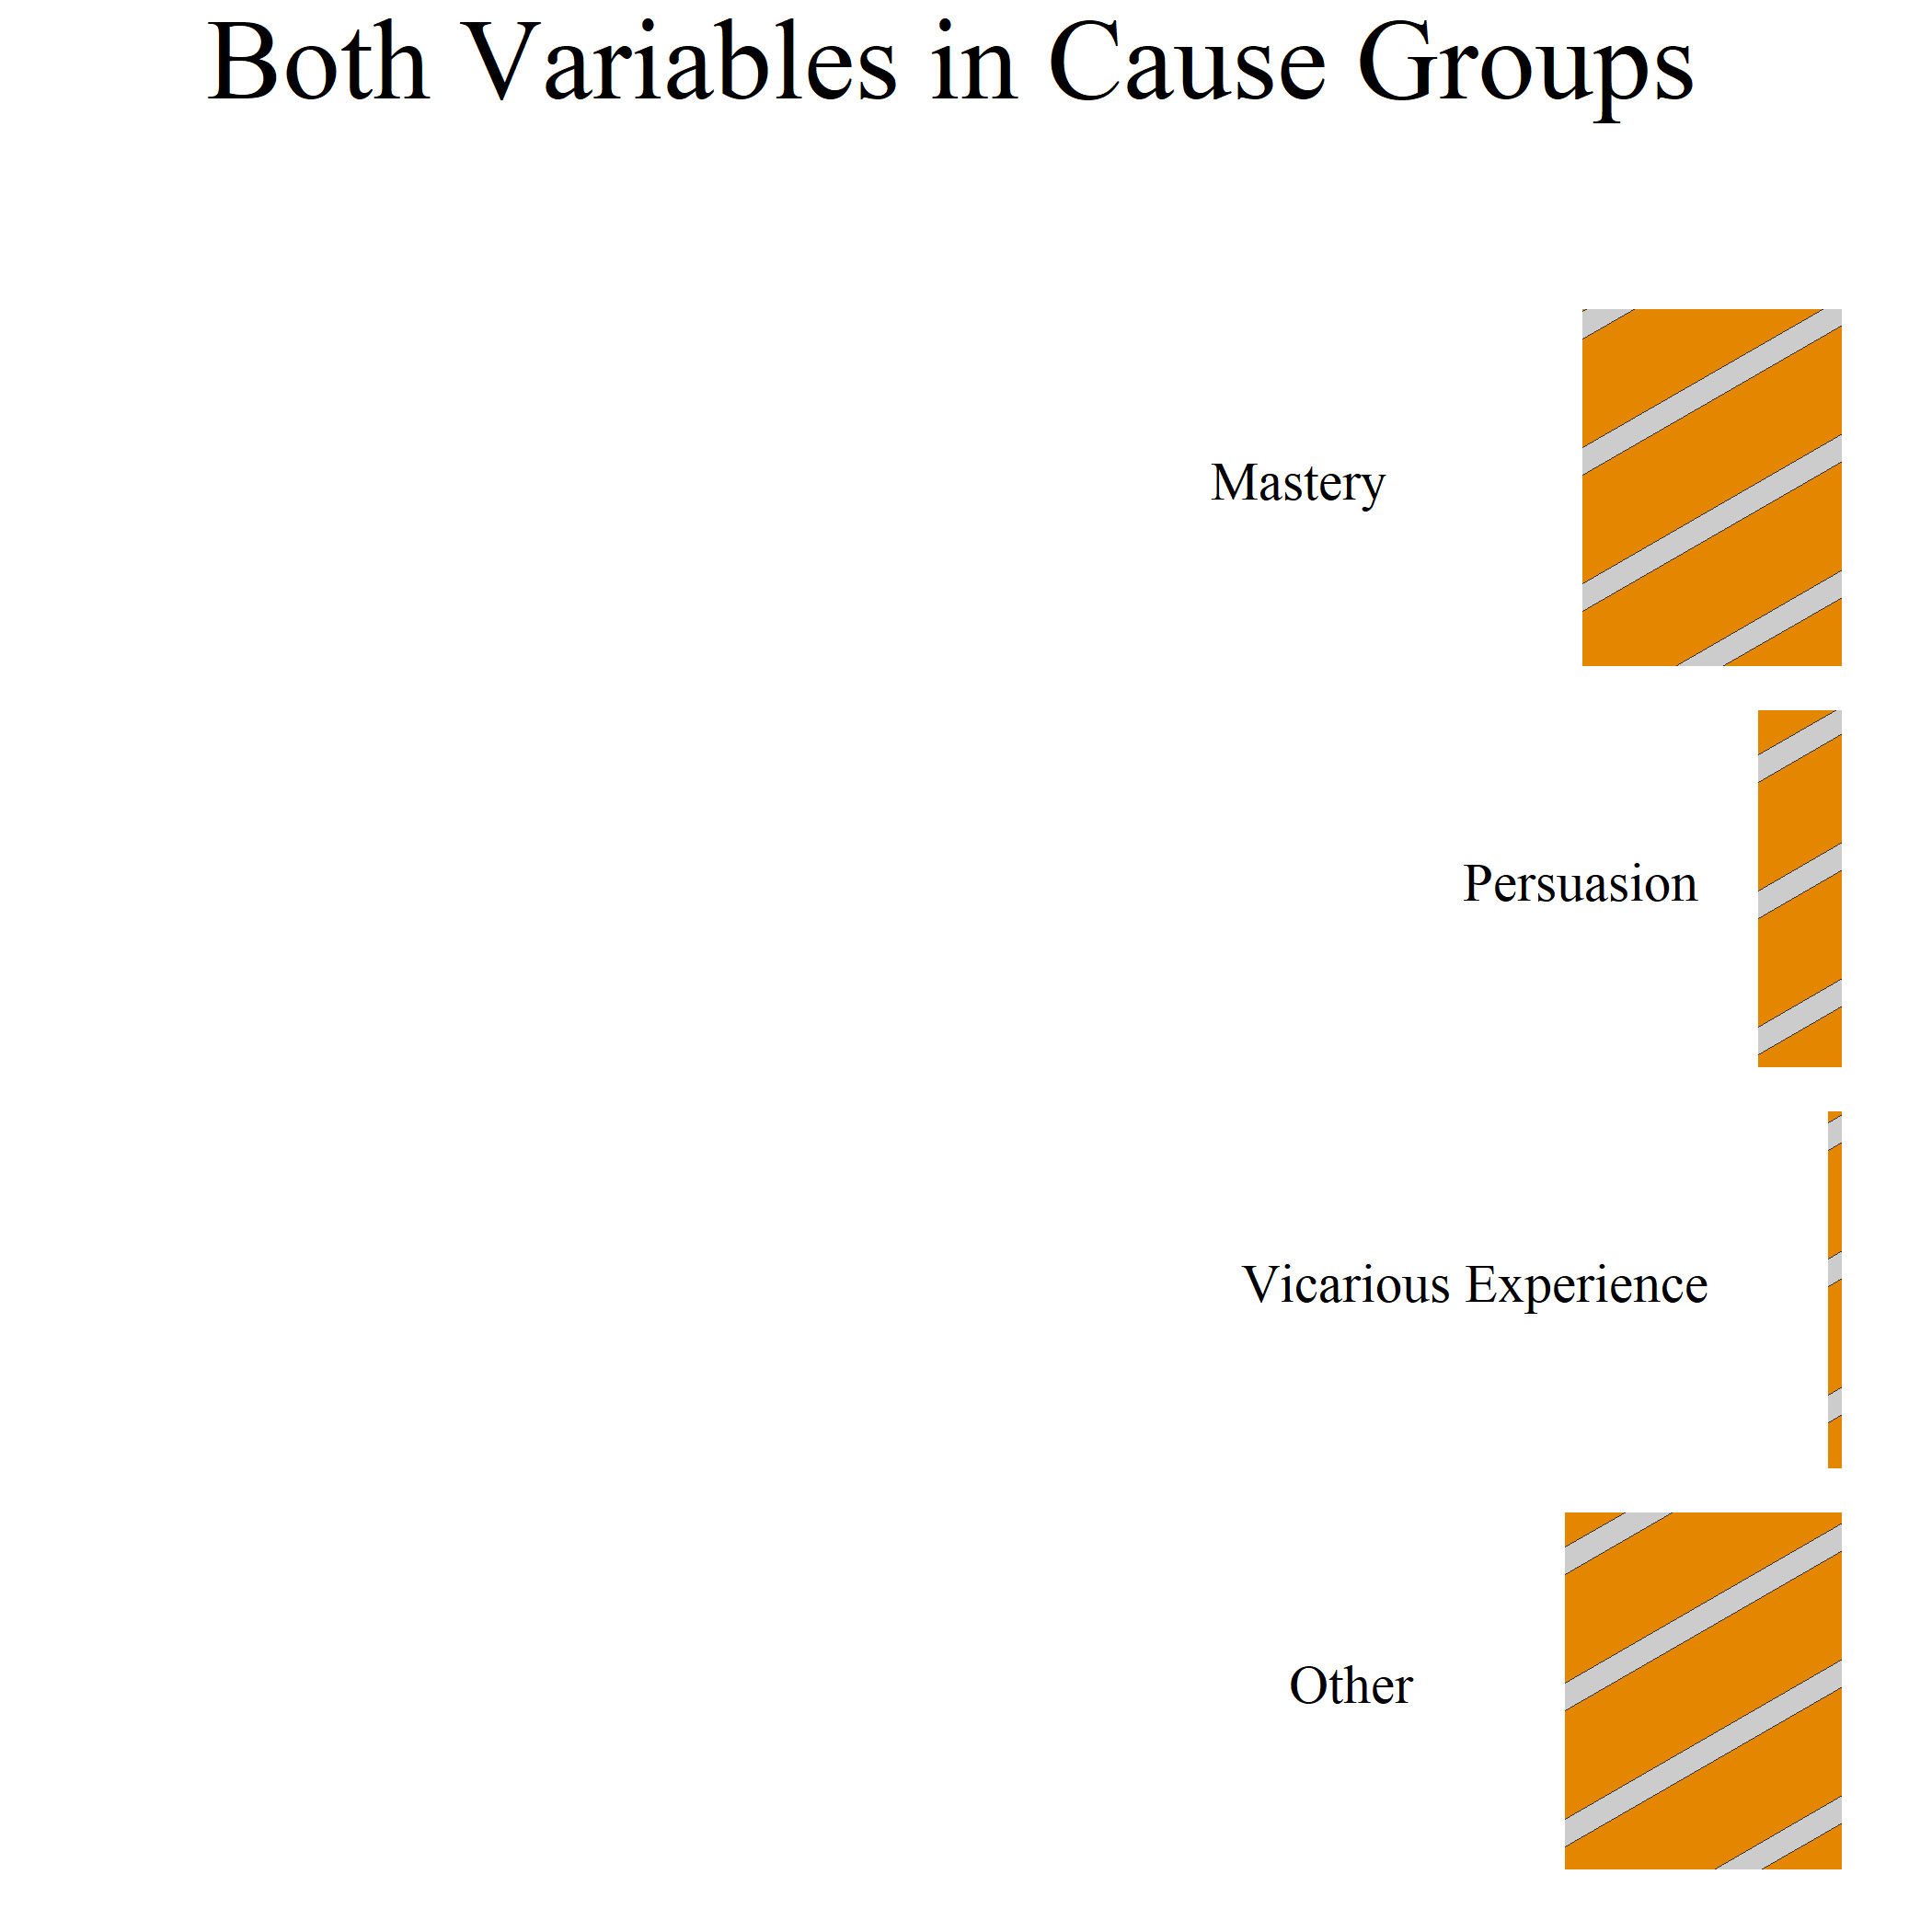 Both Variables in Cause Groups
Mastery
Persuasion
Vicarious Experience
Other